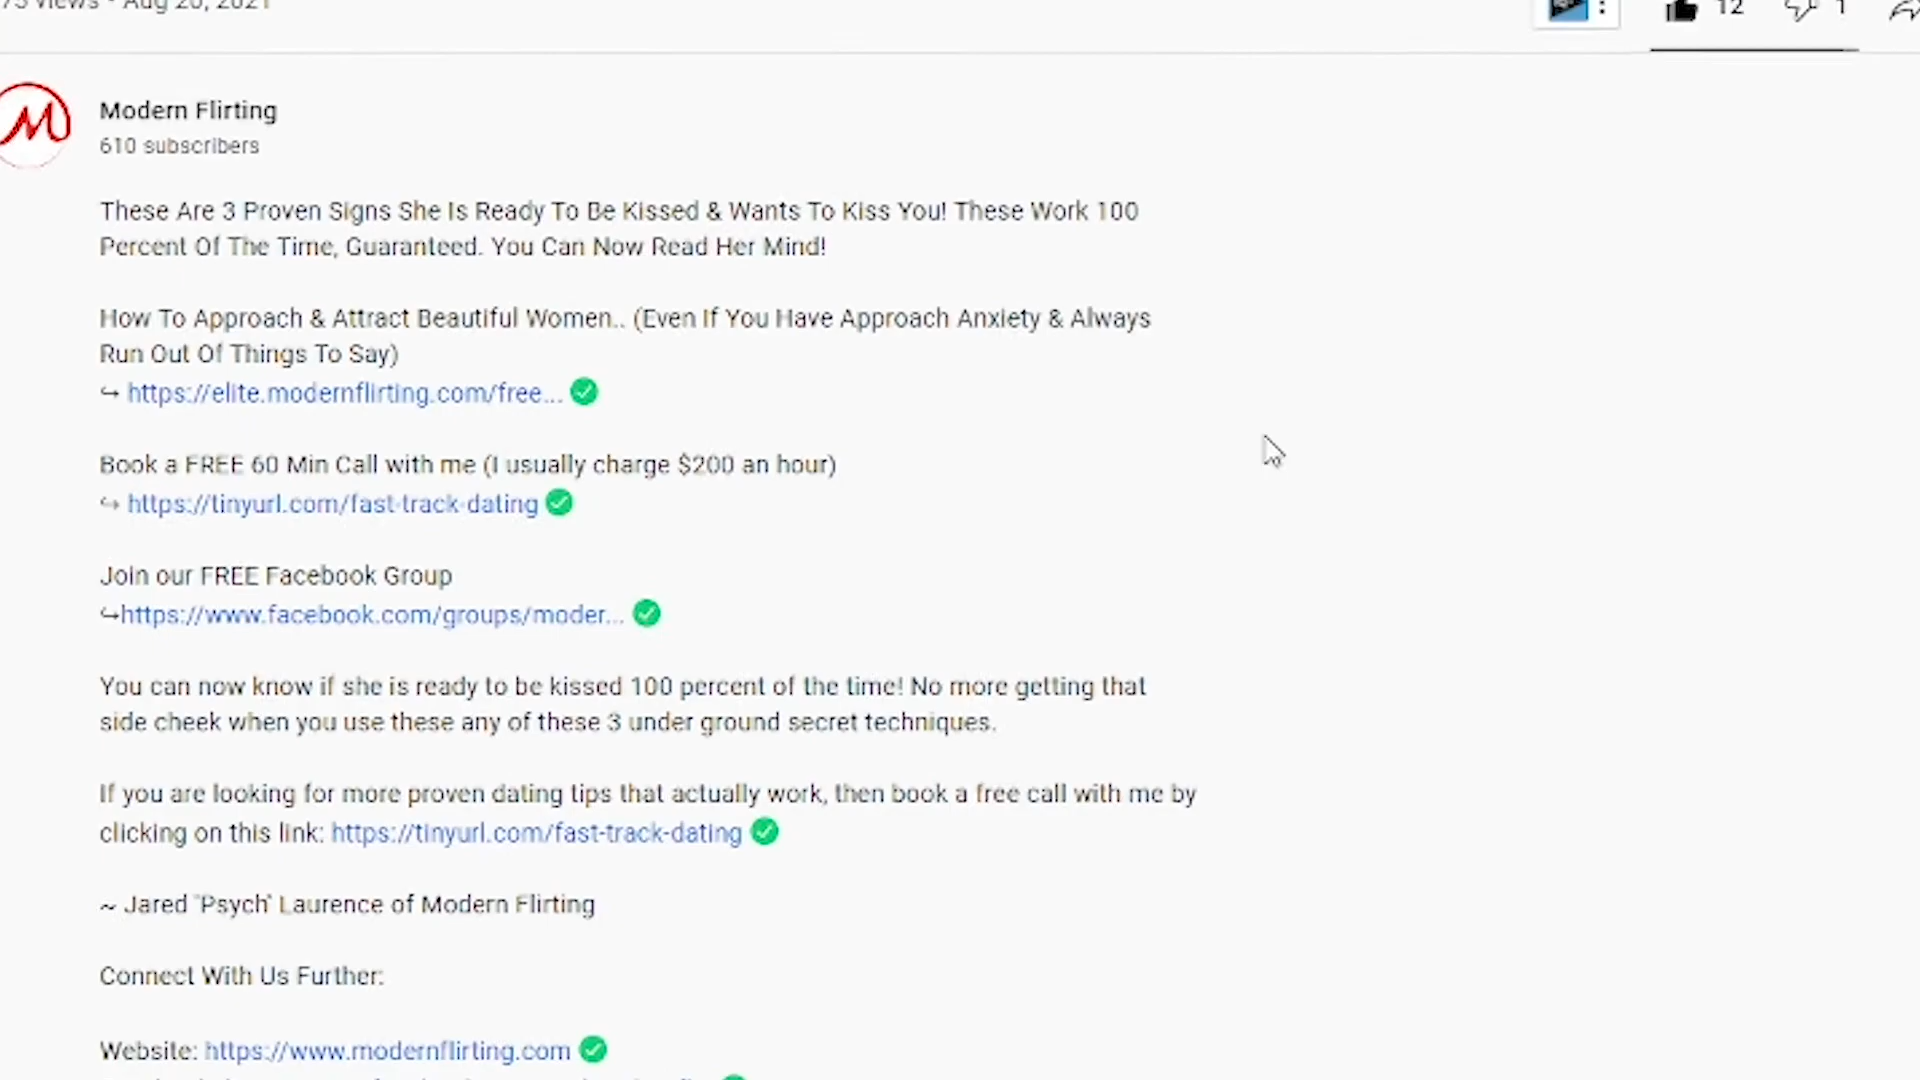 views • Aug 20, 2021
12
1
Modern Flirting
610 subscribers
These Are 3 Proven Signs She Is Ready To Be Kissed & Wants To Kiss You! These Work 100
Percent Of The Time, Guaranteed. You Can Now Read Her Mind!
How To Approach & Attract Beautiful Women.. (Even If You Have Approach Anxiety & Always
Run Out Of Things To Say)
↪ https://elite.modernflirting.com/free...
Book a FREE 60 Min Call with me (I usually charge $200 an hour)
↪ https://tinyurl.com/fast-track-dating
Join our FREE Facebook Group
↪https://www.facebook.com/groups/moder...
You can now know if she is ready to be kissed 100 percent of the time! No more getting that
side cheek when you use these any of these 3 under ground secret techniques.
If you are looking for more proven dating tips that actually work, then book a free call with me by
clicking on this link: https://tinyurl.com/fast-track-dating
~ Jared "Psych" Laurence of Modern Flirting
Connect With Us Further:
Website: https://www.modernflirting.com